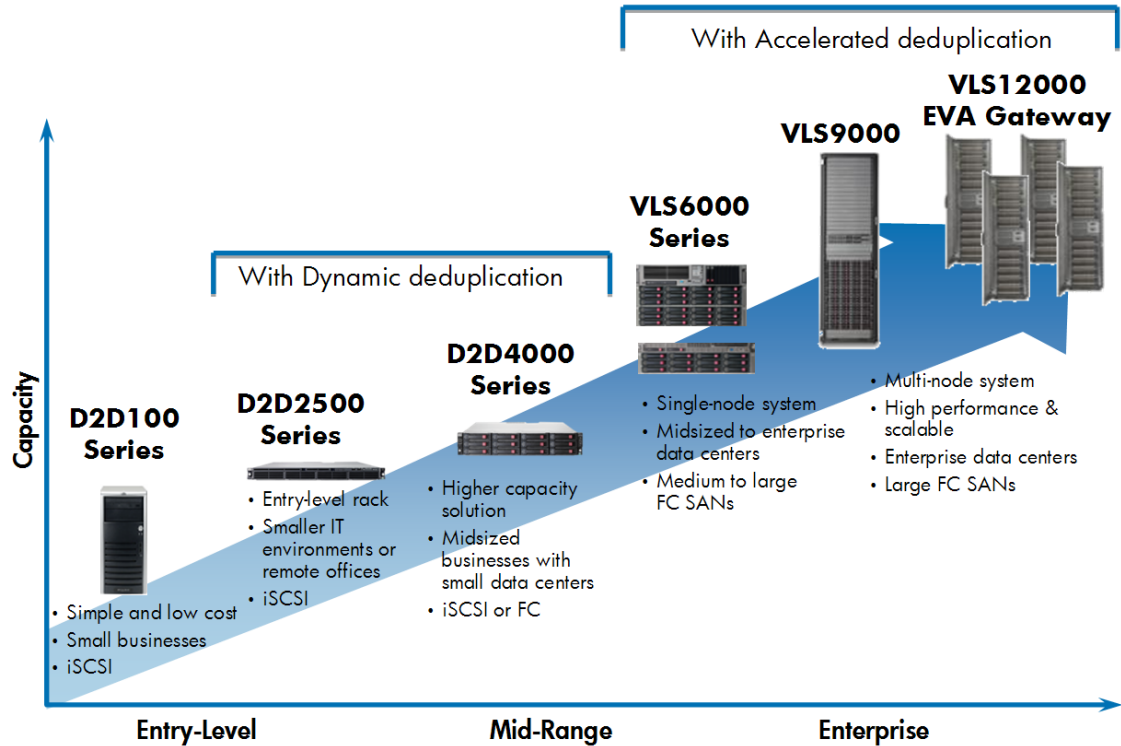 With Accelerated deduplication
VLS12000
EVA Gateway
VLS9000
VLS6000
Series
With Dynamic deduplication
D2D4000
Series
D2D2500
Series
D2D100
Series
Capacity
• Simple and low cost
• Small businesses
• iSCSI
• Entry-level rack
• Smaller IT
environments or
remote offices
• iSCSI
• Higher capacity
solution
• Midsized
businesses with
small data centers
• iSCSI or FC
• Single-node system
• Midsized to enterprise
data centers
• Medium to large
FC SANs
• Multi-node system
• High performance &
scalable
• Enterprise data centers
• Large FC SANs
Entry-Level
Mid-Range
Enterprise